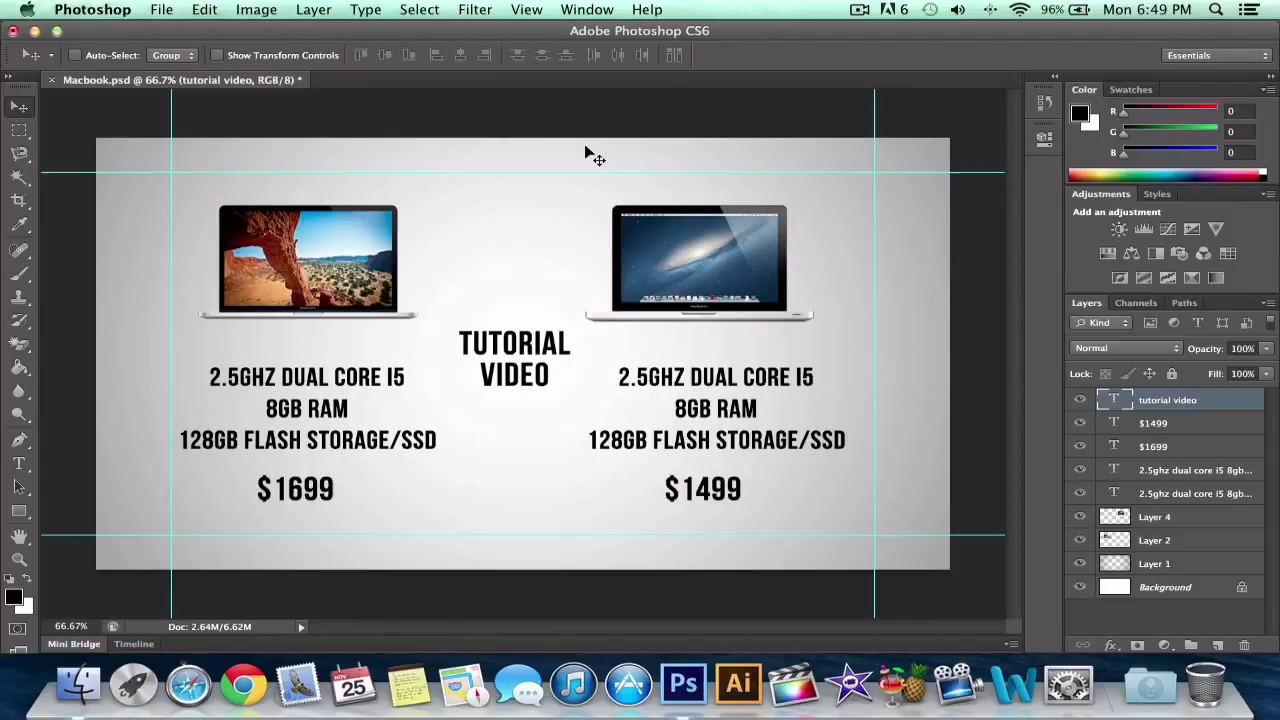 Photoshop File Edit Image Layer Type Select Filter View Window Help 6 96% Mon 6:49 PM
Adobe Photoshop CS6
Auto-Select: Group Show Transform Controls Essentials
Macbook.psd @ 66.7% (tutorial video, RGB/8) *
Color Swatches
R 0
G 0
B 0
Adjustments Styles
Add an adjustment
Layers Channels Paths
Kind
Normal Opacity: 100%
Lock: Fill: 100%
tutorial video
$1499
$1699
2.5ghz dual core i5 8gb...
2.5ghz dual core i5 8gb...
Layer 4
Layer 2
Layer 1
Background
TUTORIAL
VIDEO
2.5GHZ DUAL CORE I5
8GB RAM
128GB FLASH STORAGE/SSD
$1699
2.5GHZ DUAL CORE I5
8GB RAM
128GB FLASH STORAGE/SSD
$1499
66.67% Doc: 2.64M/6.62M
Mini Bridge Timeline
NOV
25
Ps
Ai
W